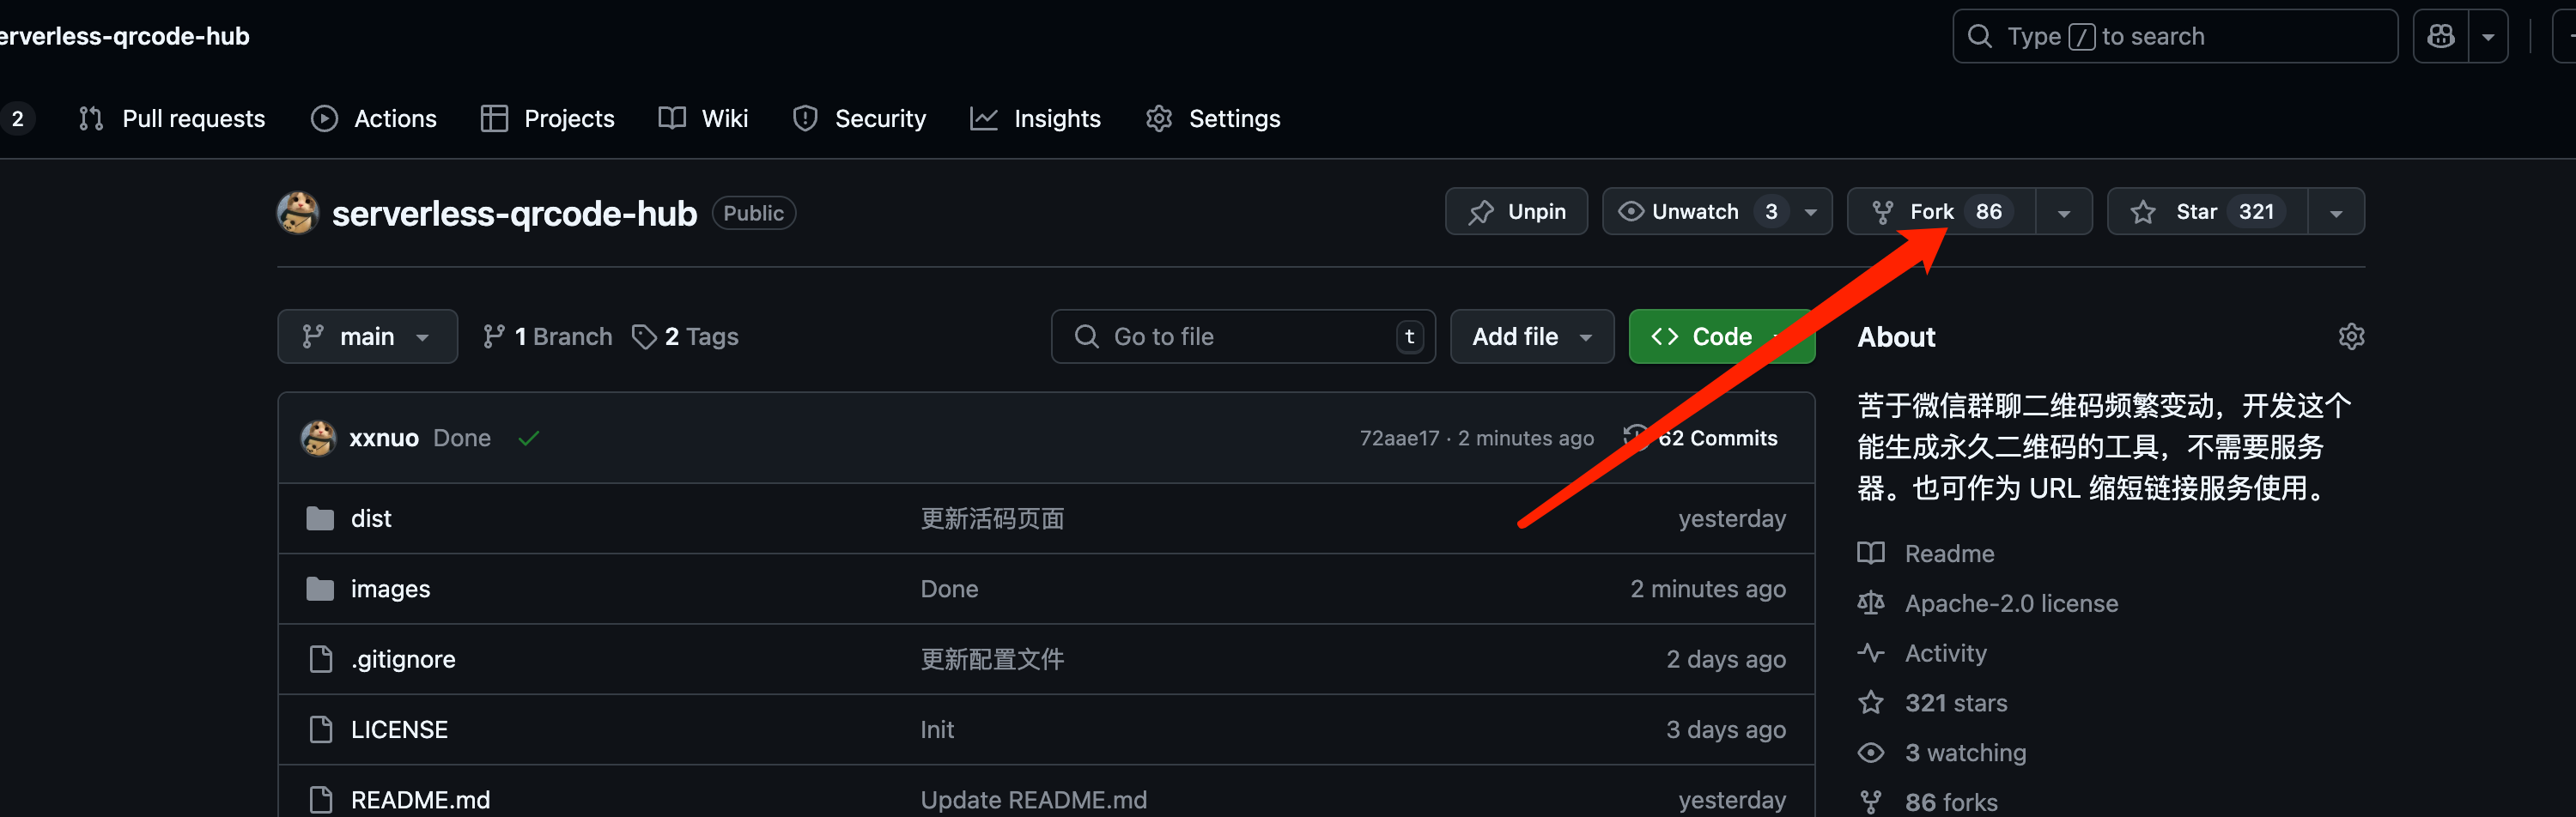 erverless-qrcode-hub
Type / to search
2 Pull requests Actions Projects Wiki Security Insights Settings
serverless-qrcode-hub Public Unpin Unwatch 3 Fork 86 Star 321
main 1 Branch 2 Tags Go to file t Add file Code
xxnuo Done 72aae17 · 2 minutes ago 62 Commits
dist 更新活码页面 yesterday
images Done 2 minutes ago
.gitignore 更新配置文件 2 days ago
LICENSE Init 3 days ago
README.md Update README.md yesterday
About
苦于微信群聊二维码频繁变动，开发这个
能生成永久二维码的工具，不需要服务
器。也可作为 URL 缩短链接服务使用。
Readme
Apache-2.0 license
Activity
321 stars
3 watching
86 forks